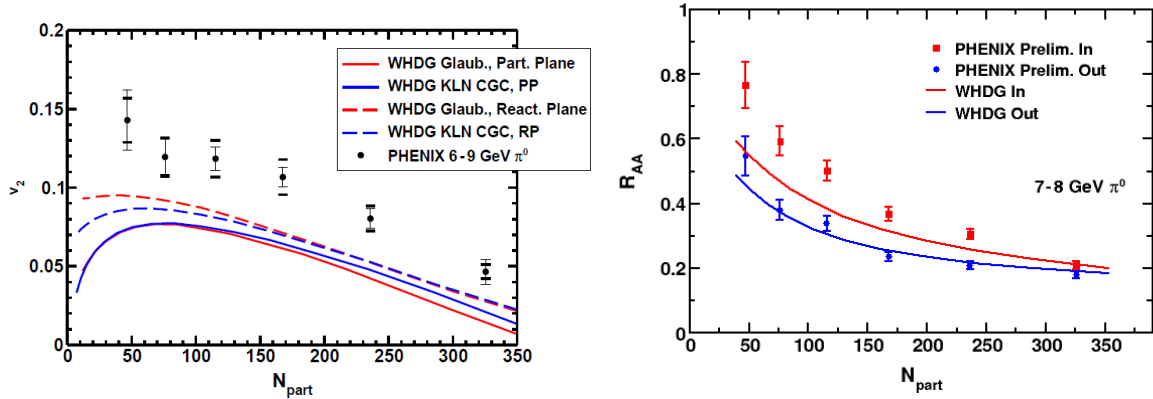 0.2
0.15
0.1
0.05
0
v2
0 50 100 150 200 250 300 350
Npart
WHDG Glaub., Part. Plane
WHDG KLN CGC, PP
WHDG Glaub., React. Plane
WHDG KLN CGC, RP
PHENIX 6-9 GeV π0
1
0.8
0.6
0.4
0.2
0
RAA
0 50 100 150 200 250 300 350
Npart
PHENIX Prelim. In
PHENIX Prelim. Out
WHDG In
WHDG Out
7-8 GeV π0